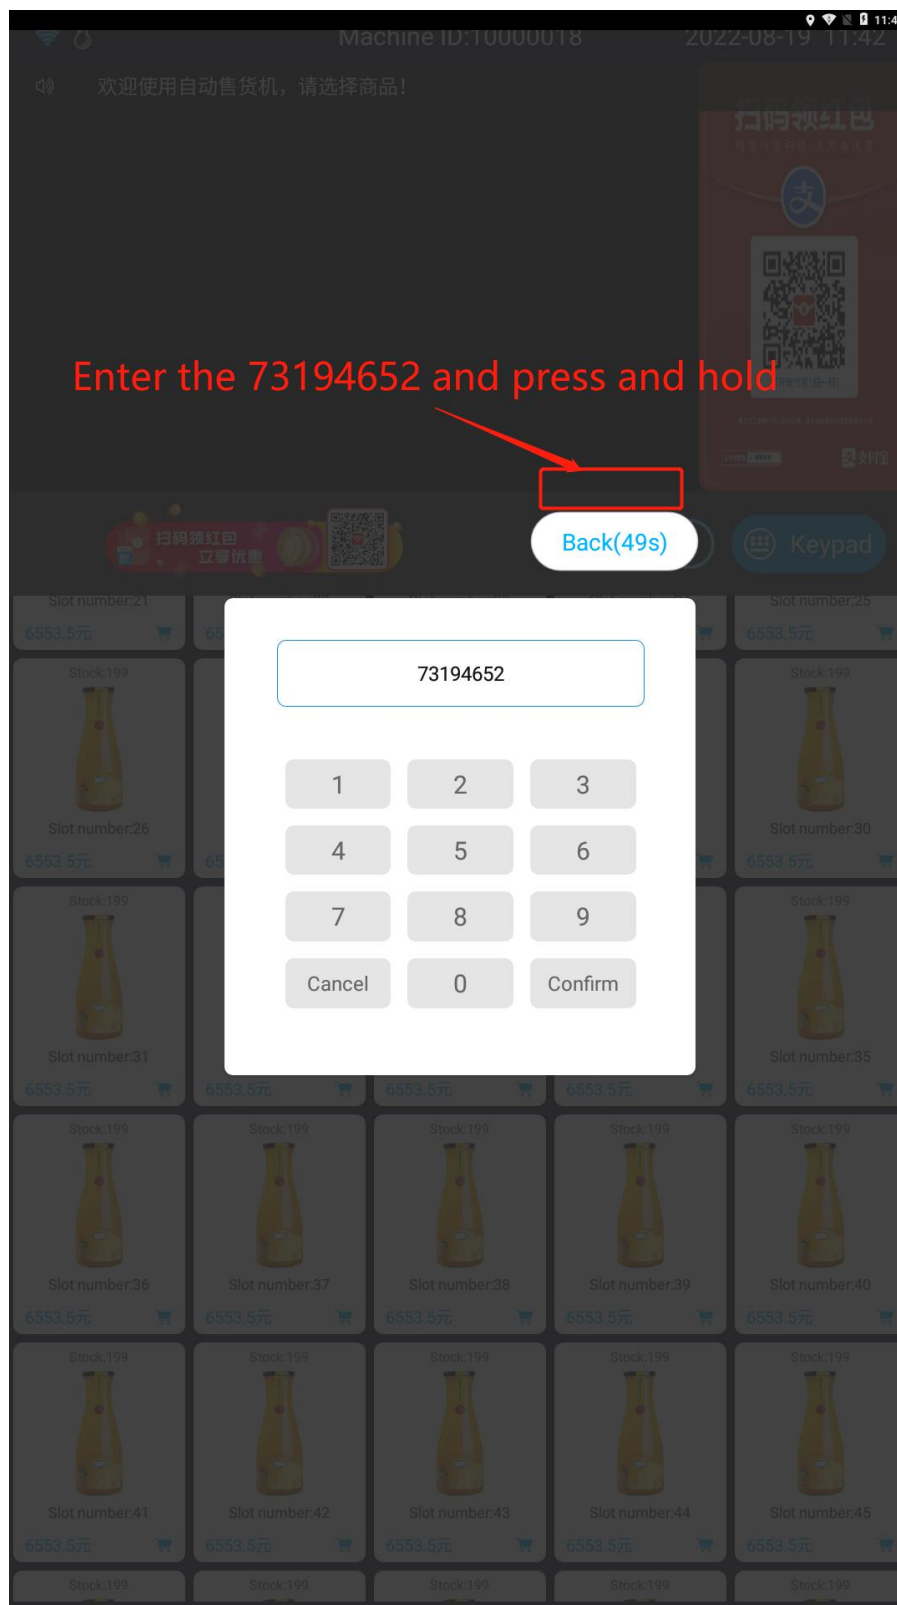 11:4
Machine ID:10000018
2022-08-19 11:42
欢迎使用自动售货机，请选择商品！
扫码领红包
支
Enter the 73194652 and press and hold
支付宝
扫码领红包
立享优惠
Back(49s)
Keypad
Slot number:21
Slot number:25
6553.5元
65
6553.5元
73194652
Stock:199
Stock:199
1
2
3
Slot number:26
Slot number:30
4
5
6
6553.5元
65
6553.5元
Stock:199
Stock:199
7
8
9
Cancel
0
Confirm
Slot number:31
Slot number:35
6553.5元
6553.5元
6553.5元
6553.5元
6553.5元
Stock:199
Stock:199
Stock:199
Stock:199
Stock:199
Slot number:36
Slot number:37
Slot number:38
Slot number:39
Slot number:40
6553.5元
6553.5元
6553.5元
6553.5元
6553.5元
Stock:199
Stock:199
Stock:199
Stock:199
Stock:199
Slot number:41
Slot number:42
Slot number:43
Slot number:44
Slot number:45
6553.5元
6553.5元
6553.5元
6553.5元
6553.5元
Stock:199
Stock:199
Stock:199
Stock:199
Stock:199